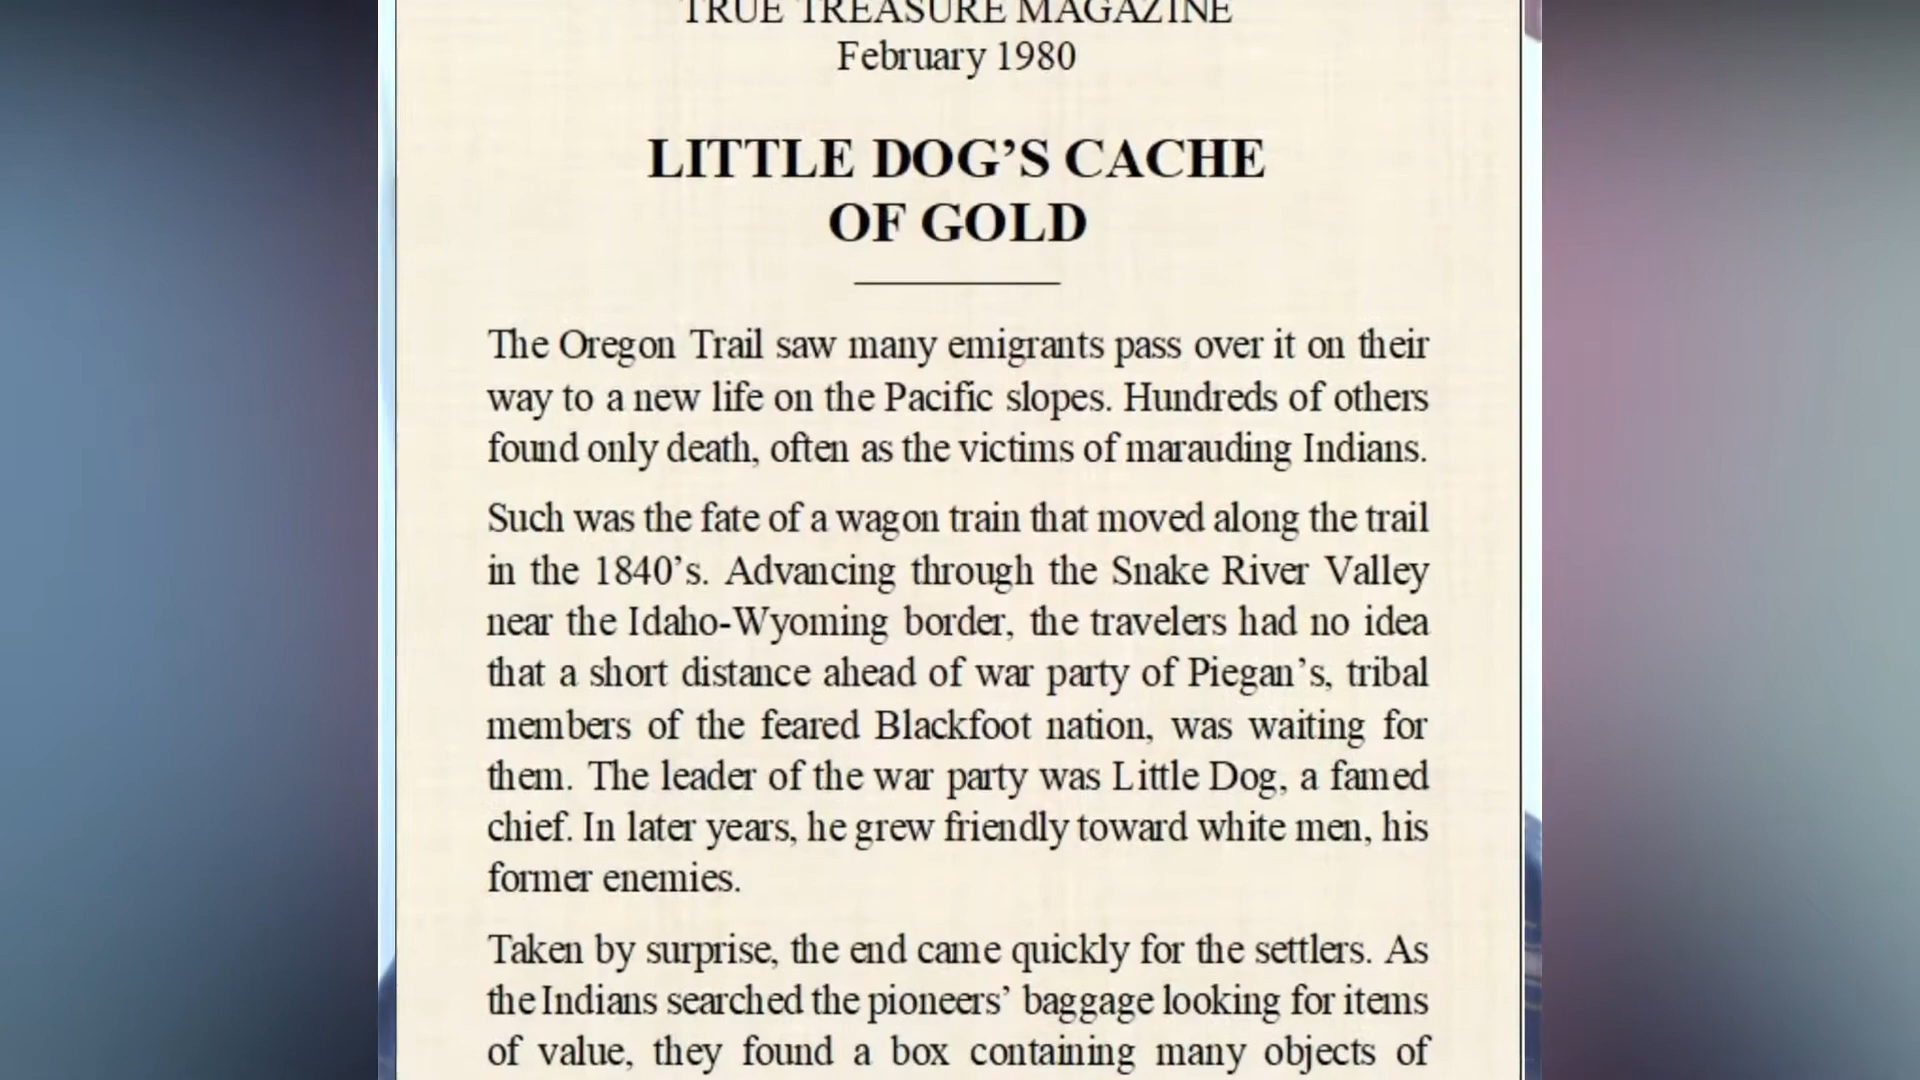 TRUE TREASURE MAGAZINE
February 1980
LITTLE DOG’S CACHE
OF GOLD
The Oregon Trail saw many emigrants pass over it on their
way to a new life on the Pacific slopes. Hundreds of others
found only death, often as the victims of marauding Indians.
Such was the fate of a wagon train that moved along the trail
in the 1840’s. Advancing through the Snake River Valley
near the Idaho-Wyoming border, the travelers had no idea
that a short distance ahead of war party of Piegan’s, tribal
members of the feared Blackfoot nation, was waiting for
them. The leader of the war party was Little Dog, a famed
chief. In later years, he grew friendly toward white men, his
former enemies.
Taken by surprise, the end came quickly for the settlers. As
the Indians searched the pioneers’ baggage looking for items
of value, they found a box containing many objects of